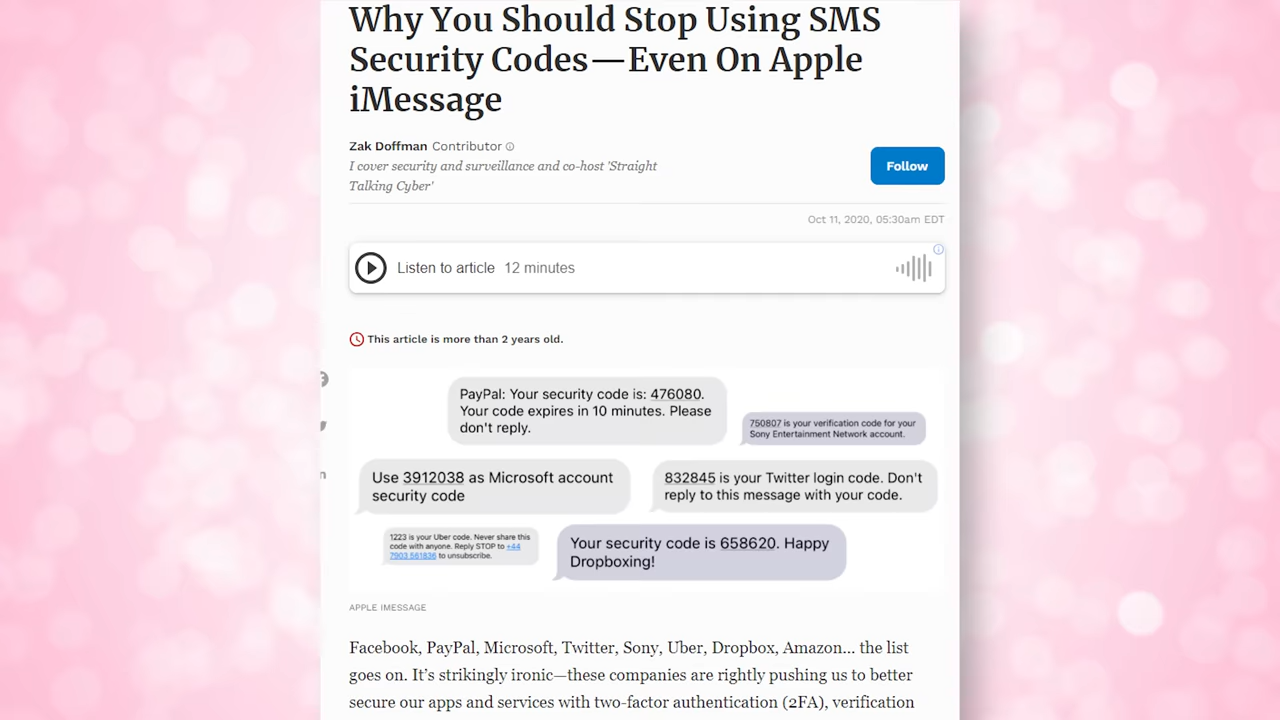 Why You Should Stop Using SMS
Security Codes—Even On Apple
iMessage
Zak Doffman Contributor
I cover security and surveillance and co-host 'Straight
Talking Cyber'
Follow
Oct 11, 2020, 05:30am EDT
Listen to article 12 minutes
This article is more than 2 years old.
PayPal: Your security code is: 476080.
Your code expires in 10 minutes. Please
don't reply.
750807 is your verification code for your
Sony Entertainment Network account.
Use 3912038 as Microsoft account
security code
832845 is your Twitter login code. Don't
reply to this message with your code.
1223 is your Uber code. Never share this
code with anyone. Reply STOP to +44
7903 561836 to unsubscribe.
Your security code is 658620. Happy
Dropboxing!
APPLE IMESSAGE
Facebook, PayPal, Microsoft, Twitter, Sony, Uber, Dropbox, Amazon... the list
goes on. It's strikingly ironic—these companies are rightly pushing us to better
secure our apps and services with two-factor authentication (2FA), verification